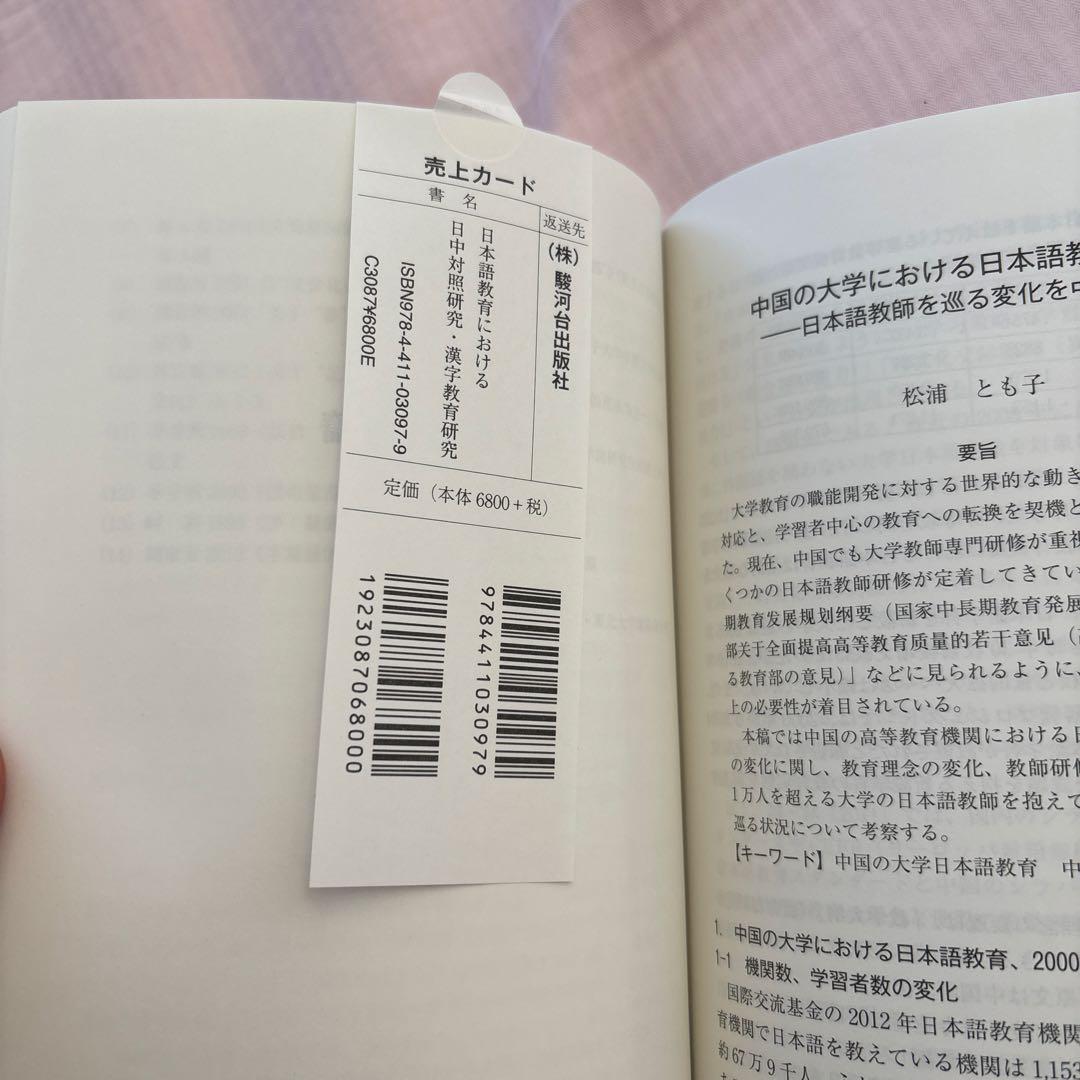 売上カード
書名
返送先
(株) 駿河台出版社
日本語教育における
日中対照研究・漢字教育研究
ISBN978-4-411-03097-9
C3087¥6800E
定価（本体6800+税）
9784411030979
1923087068000
中国の大学における日本語教
――日本語教師を巡る変化を中
松浦 とも子
要旨
大学教育の職能開発に対する世界的な動き
対応と、学習者中心の教育への転換を契機と
た。現在、中国でも大学教師専門研修が重視
くつかの日本語教師研修が定着してきてい
期教育发展规划纲要（国家中長期教育発展
部关于全面提高高等教育质量的若干意见（
る教育部の意見）」などに見られるように、
上の必要性が着目されている。
本稿では中国の高等教育機関における日
の変化に関し、教育理念の変化、教師研修
1万人を超える大学の日本語教師を抱えて
巡る状況について考察する。
【キーワード】中国の大学日本語教育 中
1. 中国の大学における日本語教育、2000
1-1 機関数、学習者数の変化
国際交流基金の 2012 年日本語教育機関
育機関で日本語を教えている機関は 1,153
約 67 万 9 千人